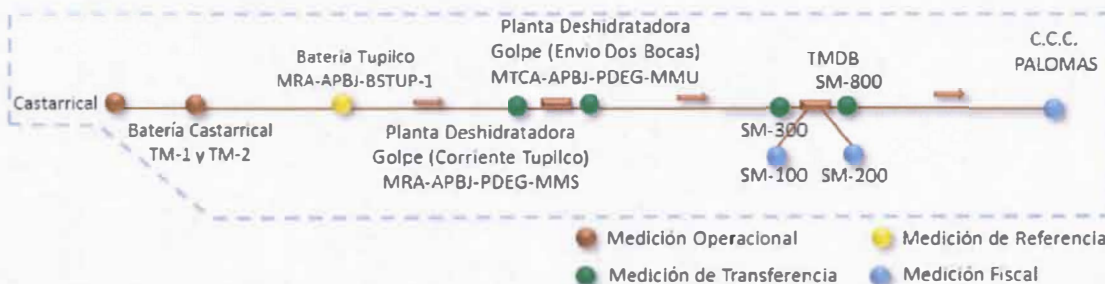 Planta Deshidratadora
Golpe (Envio Dos Bocas)
MTCA-APBJ-PDEG-MMU
C.C.C.
PALOMAS
Batería Tupilco
MRA-APBJ-BSTUP-1
TMDB
SM-800
Castarrical
Batería Castarrical
TM-1 y TM-2
Planta Deshidratadora
Golpe (Corriente Tupilco)
MRA-APBJ-PDEG-MMS
SM-300
SM-100
SM-200
Medición Operacional
Medición de Referencia
Medición de Transferencia
Medición Fiscal